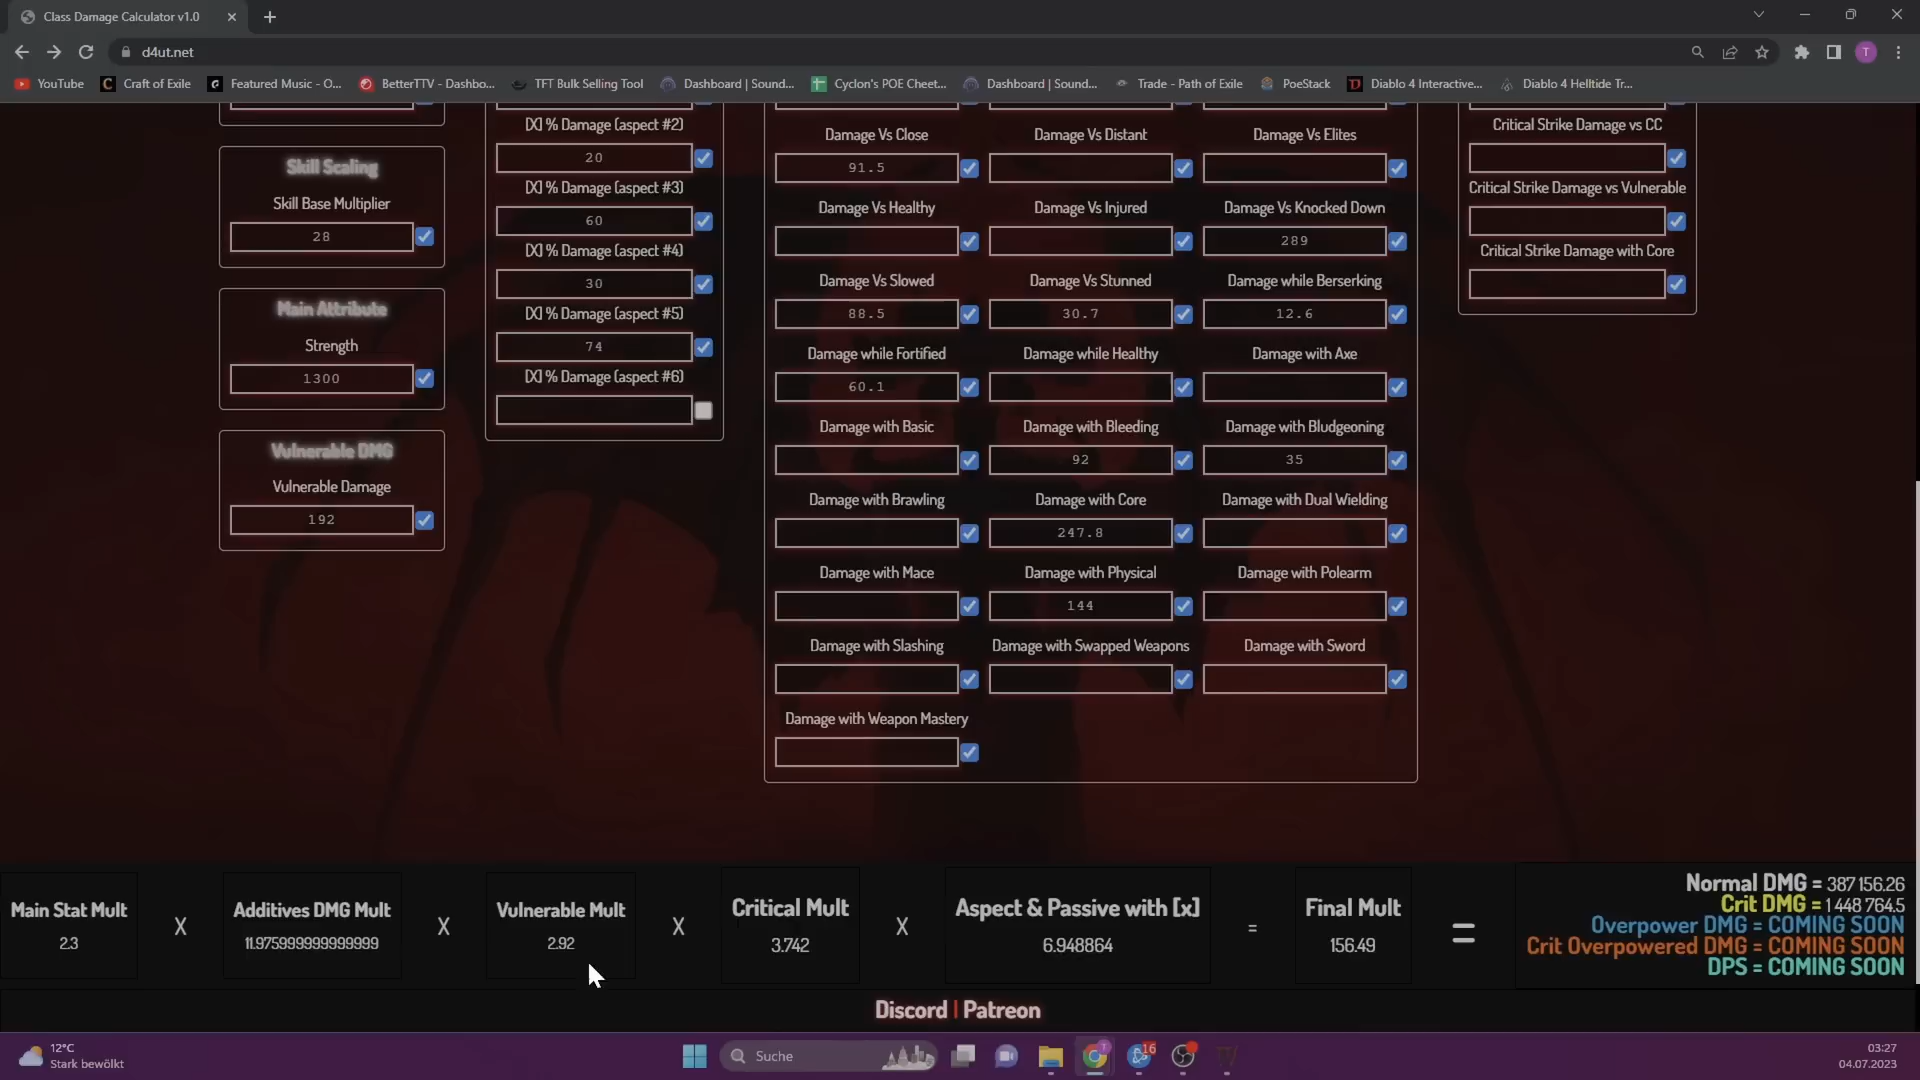 Class Damage Calculator v1.0
d4ut.net
YouTube
Craft of Exile
Featured Music - O...
BetterTTV - Dashbo...
TFT Bulk Selling Tool
Dashboard | Sound...
Cyclon's POE Cheet...
Dashboard | Sound...
Trade - Path of Exile
PoeStack
Diablo 4 Interactive...
Diablo 4 Helltide Tr...
T
Skill Scaling
Skill Base Multiplier
28
Main Attribute
Strength
1300
Vulnerable DMG
Vulnerable Damage
192
[X] % Damage (aspect #2)
20
[X] % Damage (aspect #3)
60
[X] % Damage (aspect #4)
30
[X] % Damage (aspect #5)
74
[X] % Damage (aspect #6)
Damage Vs Close
Damage Vs Distant
Damage Vs Elites
91.5
Damage Vs Healthy
Damage Vs Injured
Damage Vs Knocked Down
289
Damage Vs Slowed
Damage Vs Stunned
Damage while Berserking
88.5
30.7
12.6
Damage while Fortified
Damage while Healthy
Damage with Axe
60.1
Damage with Basic
Damage with Bleeding
Damage with Bludgeoning
92
35
Damage with Brawling
Damage with Core
Damage with Dual Wielding
247.8
Damage with Mace
Damage with Physical
Damage with Polearm
144
Damage with Slashing
Damage with Swapped Weapons
Damage with Sword
Damage with Weapon Mastery
Critical Strike Damage vs CC
Critical Strike Damage vs Vulnerable
Critical Strike Damage with Core
Main Stat Mult
2.3
X
Additives DMG Mult
11.975999999999999
X
Vulnerable Mult
2.92
X
Critical Mult
3.742
X
Aspect & Passive with [x]
6.948864
=
Final Mult
156.49
=
Normal DMG = 387 156.26
Crit DMG = 1 448 764.5
Overpower DMG = COMING SOON
Crit Overpowered DMG = COMING SOON
DPS = COMING SOON
Discord | Patreon
12°C
Stark bewölkt
Suche
16
03:27
04.07.2023